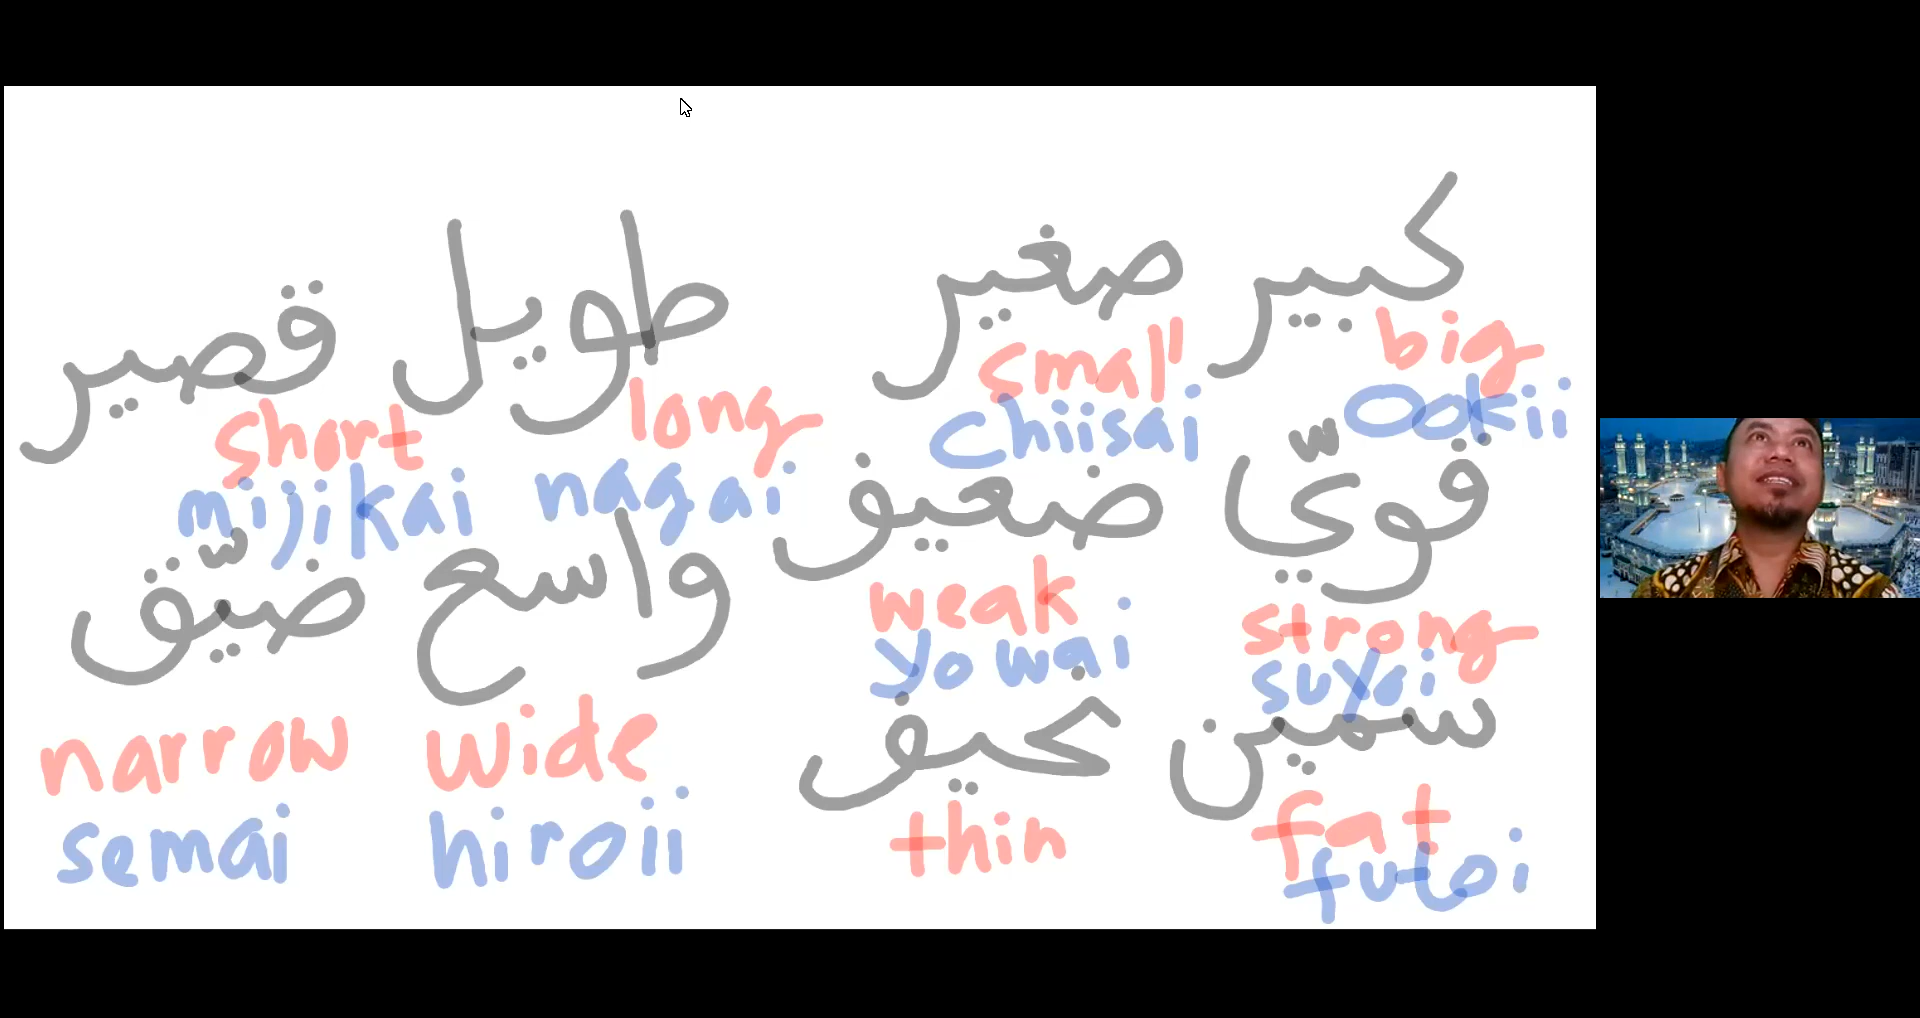 كبير صغير
big small
Ookii chiisai
طويل قصير
long short
nagai mijikai
قويّ ضعيف
strong weak
suyoi yowai
واسع ضيّق
wide narrow
hiroii semai
سمين نحيف
fat thin
futoi